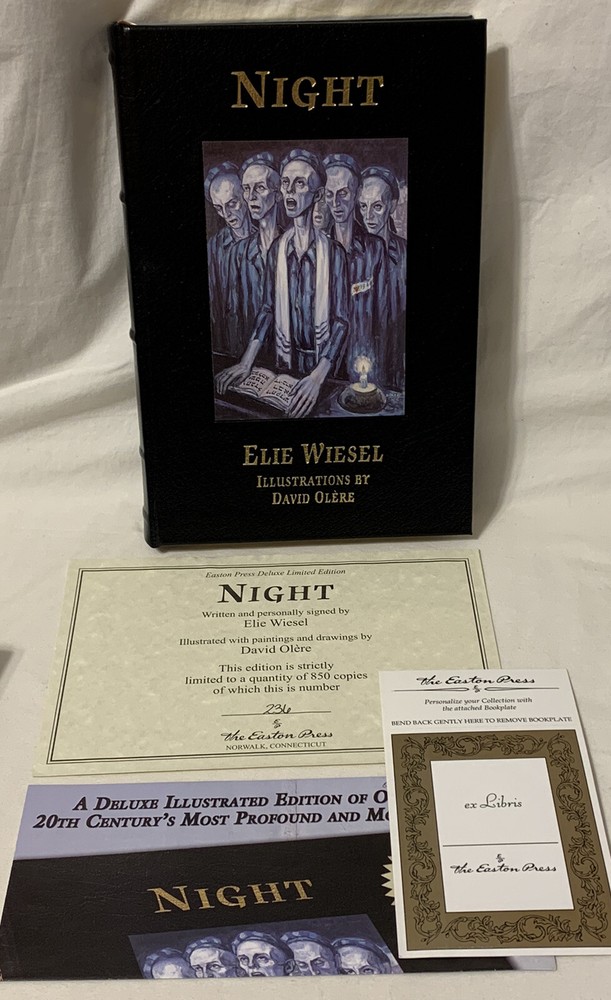 NIGHT
ELIE WIESEL
ILLUSTRATIONS BY
DAVID OLÈRE
Easton Press Deluxe Limited Edition
NIGHT
Written and personally signed by
Elie Wiesel
Illustrated with paintings and drawings by
David Olère
This edition is strictly
limited to a quantity of 850 copies
of which this is number
236
The Easton Press
NORWALK, CONNECTICUT
The Easton Press
Personalize your Collection with
the attached Bookplate
BEND BACK GENTLY HERE TO REMOVE BOOKPLATE
ex Libris
The Easton Press
A DELUXE ILLUSTRATED EDITION OF O
20TH CENTURY'S MOST PROFOUND AND
NIGHT